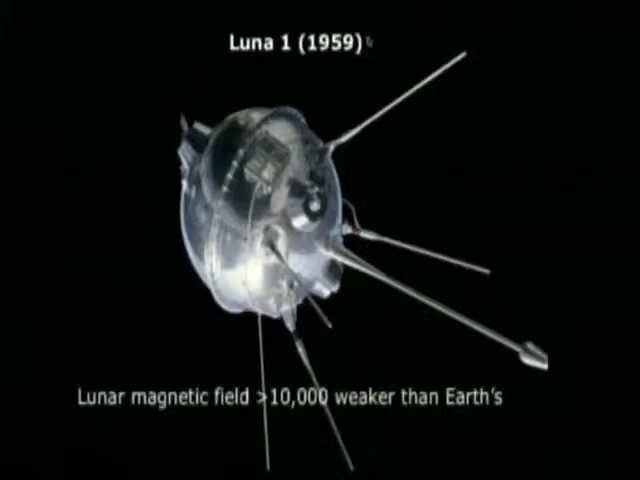 Luna 1 (1959)
Lunar magnetic field >10,000 weaker than Earth's